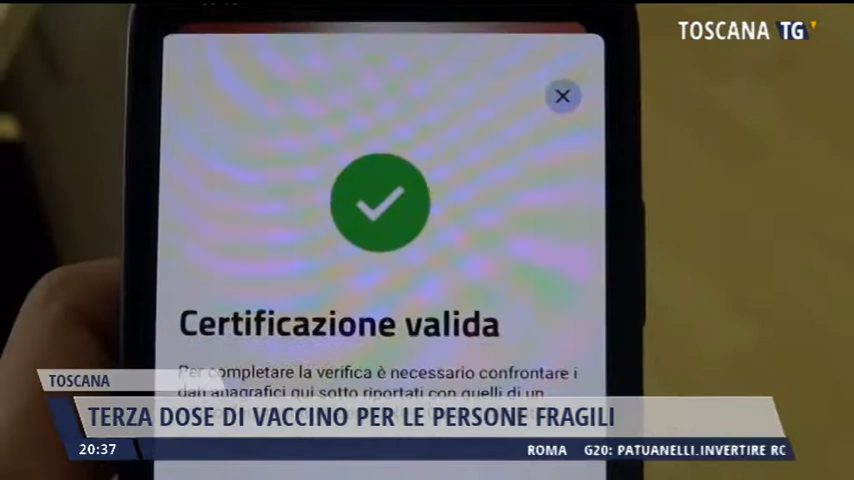 TOSCANA TG
Certificazione valida
Per completare la verifica è necessario confrontare i
dati anagrafici qui sotto riportati con quelli di un
TOSCANA
TERZA DOSE DI VACCINO PER LE PERSONE FRAGILI
20:37
ROMA G20: PATUANELLI.INVERTIRE RC